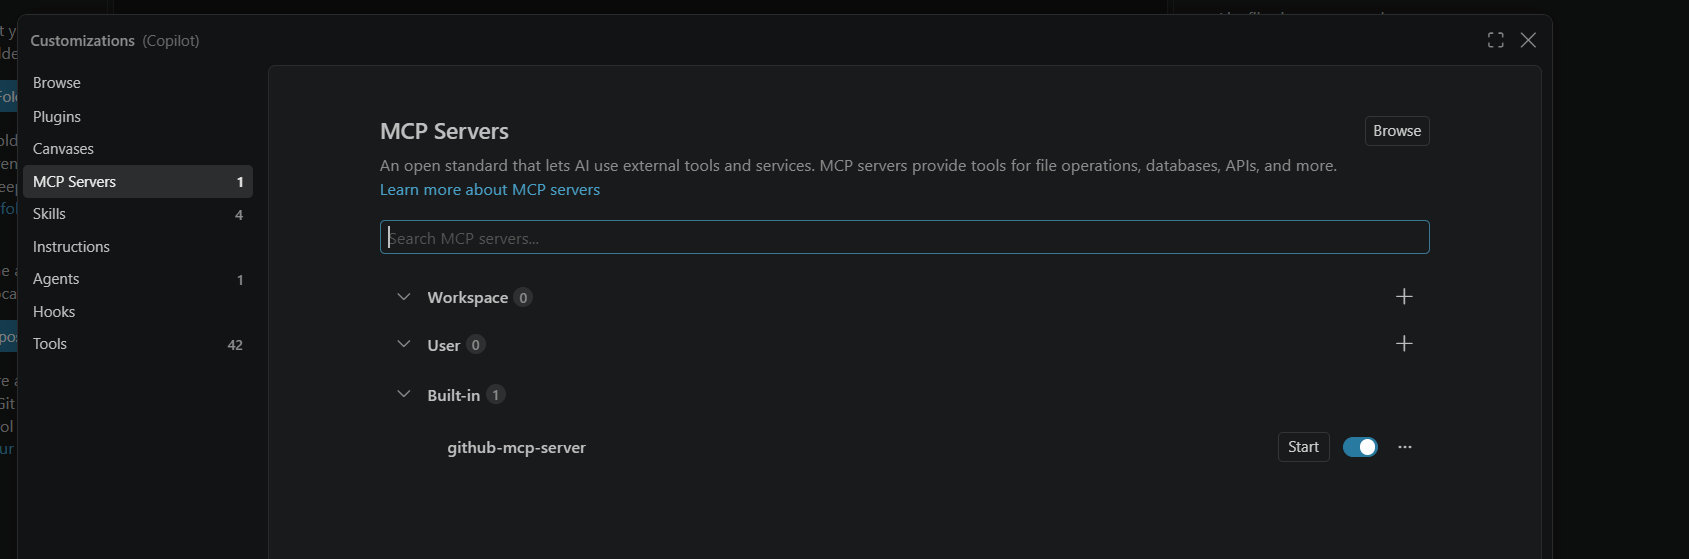 Customizations (Copilot)
Browse
Plugins
Canvases
MCP Servers 1
Skills 4
Instructions
Agents 1
Hooks
Tools 42
MCP Servers
Browse
An open standard that lets AI use external tools and services. MCP servers provide tools for file operations, databases, APIs, and more.
Learn more about MCP servers
Search MCP servers...
Workspace 0
User 0
Built-in 1
github-mcp-server
Start